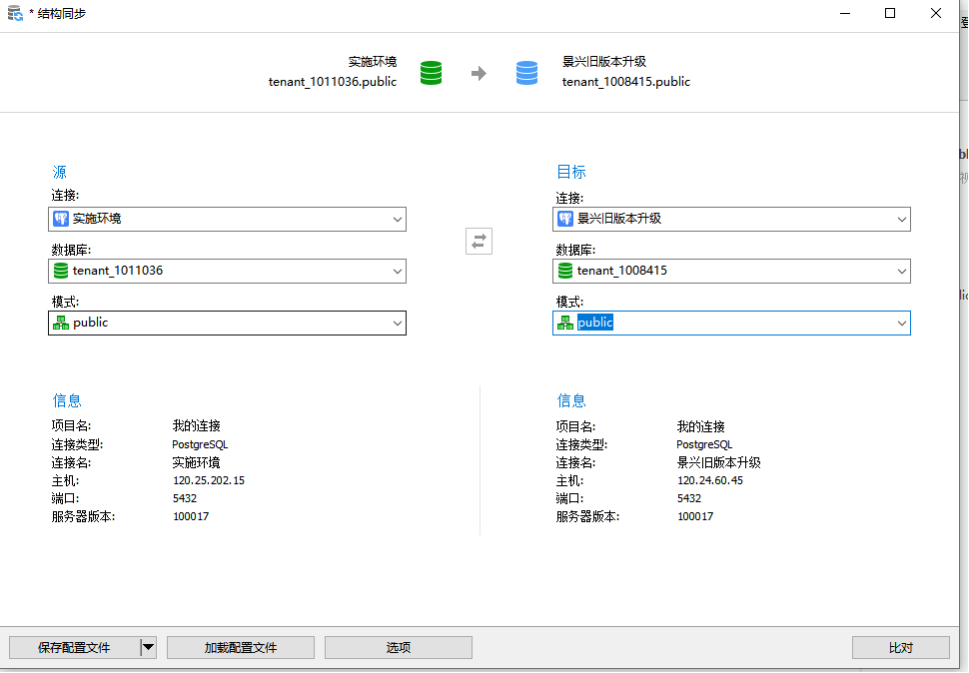 * 结构同步
实施环境
tenant_1011036.public
景兴旧版本升级
tenant_1008415.public
源
连接:
实施环境
数据库:
tenant_1011036
模式:
public
目标
连接:
景兴旧版本升级
数据库:
tenant_1008415
模式:
public
信息
项目名: 我的连接
连接类型: PostgreSQL
连接名: 实施环境
主机: 120.25.202.15
端口: 5432
服务器版本: 100017
信息
项目名: 我的连接
连接类型: PostgreSQL
连接名: 景兴旧版本升级
主机: 120.24.60.45
端口: 5432
服务器版本: 100017
保存配置文件 加载配置文件 选项 比对